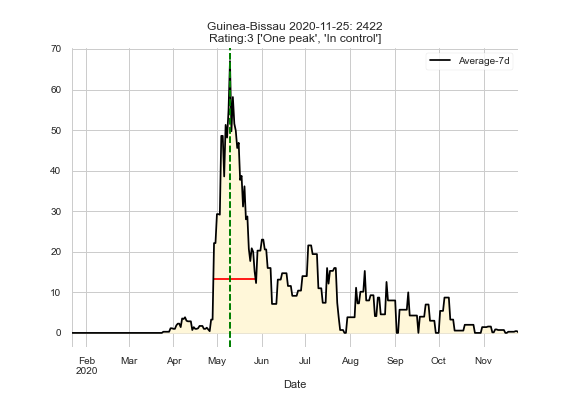 Guinea-Bissau 2020-11-25: 2422
Rating:3 ['One peak', 'In control']
Average-7d
70
60
50
40
30
20
10
0
Feb Mar Apr May Jun Jul Aug Sep Oct Nov
2020
Date